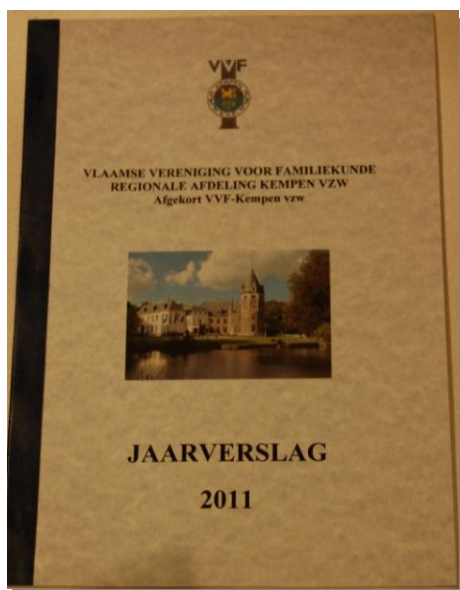 VVF
VLAAMSE VERENIGING VOOR FAMILIEKUNDE
REGIONALE AFDELING KEMPEN VZW
Afgekort VVF-Kempen vzw
JAARVERSLAG
2011